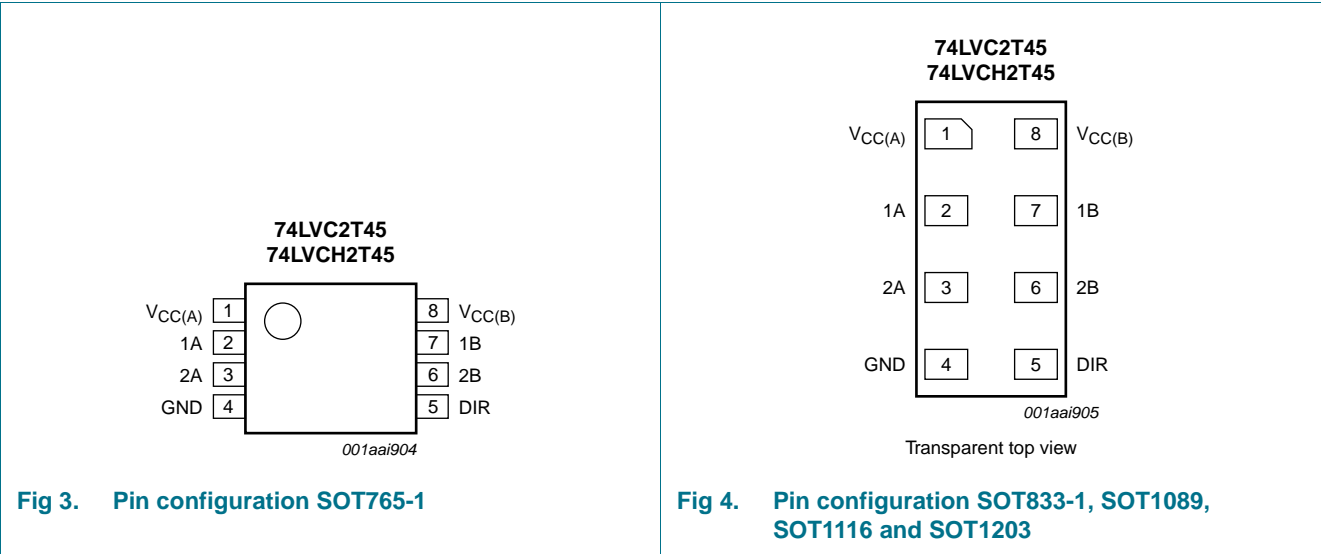 74LVC2T45
74LVCH2T45
VCC(A) 1 8 VCC(B)
1A 2 7 1B
2A 3 6 2B
GND 4 5 DIR
001aai904
Fig 3. Pin configuration SOT765-1
74LVC2T45
74LVCH2T45
VCC(A) 1 8 VCC(B)
1A 2 7 1B
2A 3 6 2B
GND 4 5 DIR
001aai905
Transparent top view
Fig 4. Pin configuration SOT833-1, SOT1089,
SOT1116 and SOT1203